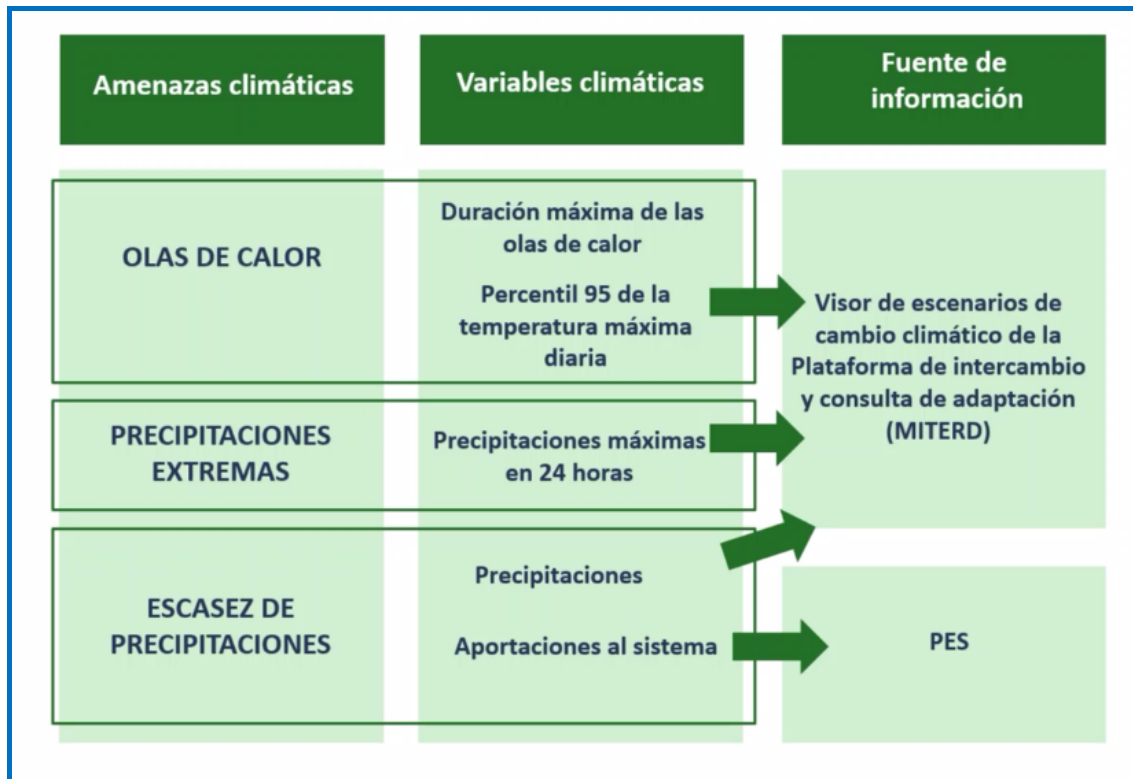 Amenazas climáticas
Variables climáticas
Fuente de
información
OLAS DE CALOR
Duración máxima de las
olas de calor
Percentil 95 de la
temperatura máxima
diaria
Visor de escenarios de
cambio climático de la
Plataforma de intercambio
y consulta de adaptación
(MITERD)
PRECIPITACIONES
EXTREMAS
Precipitaciones máximas
en 24 horas
ESCASEZ DE
PRECIPITACIONES
Precipitaciones
Aportaciones al sistema
PES